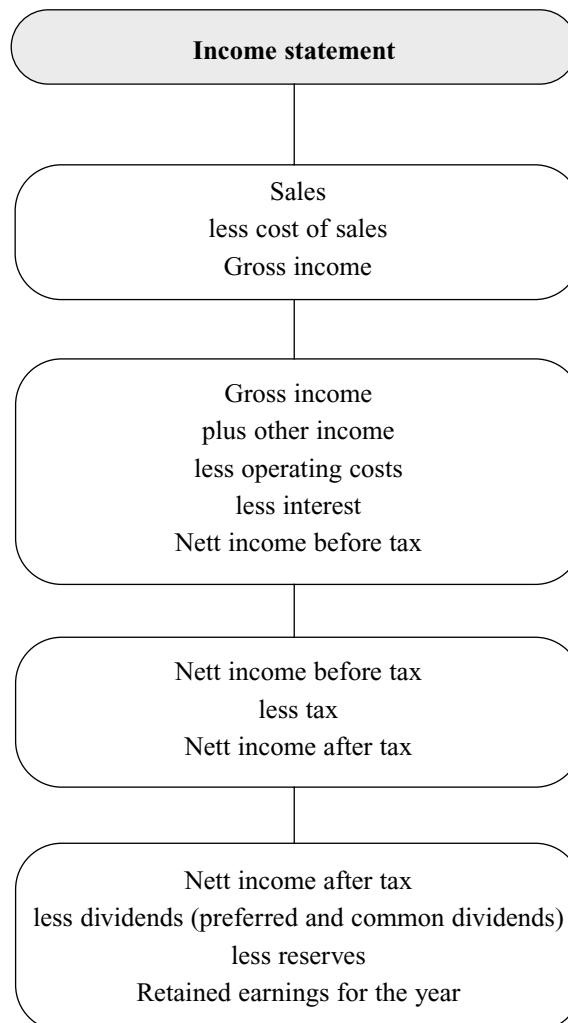 Income statement
Sales
less cost of sales
Gross income
Gross income
plus other income
less operating costs
less interest
Nett income before tax
Nett income before tax
less tax
Nett income after tax
Nett income after tax
less dividends (preferred and common dividends)
less reserves
Retained earnings for the year